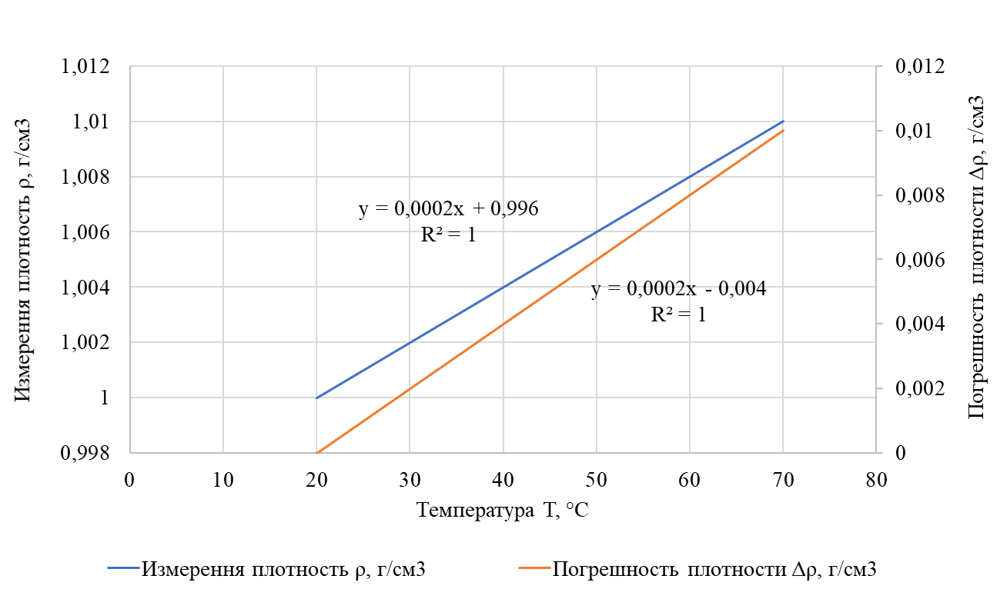 1,012
1,01
1,008
1,006
1,004
1,002
1
0,998
Измерення плотность ρ, г/см3
y = 0,0002x + 0,996
R² = 1
y = 0,0002x - 0,004
R² = 1
0,012
0,01
0,008
0,006
0,004
0,002
0
Погрешность плотности Δρ, г/см3
0 10 20 30 40 50 60 70 80
Температура Т, °С
Измерення плотность ρ, г/см3
Погрешность плотности Δρ, г/см3